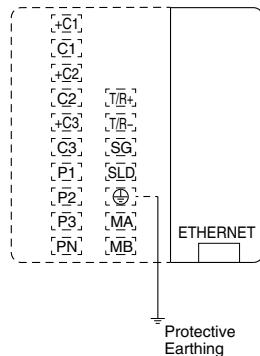 +C1
C1
+C2
C2 T/R+
+C3 T/R−
C3 SG
P1 SLD
P2
P3 MA
PN MB
ETHERNET
Protective
Earthing